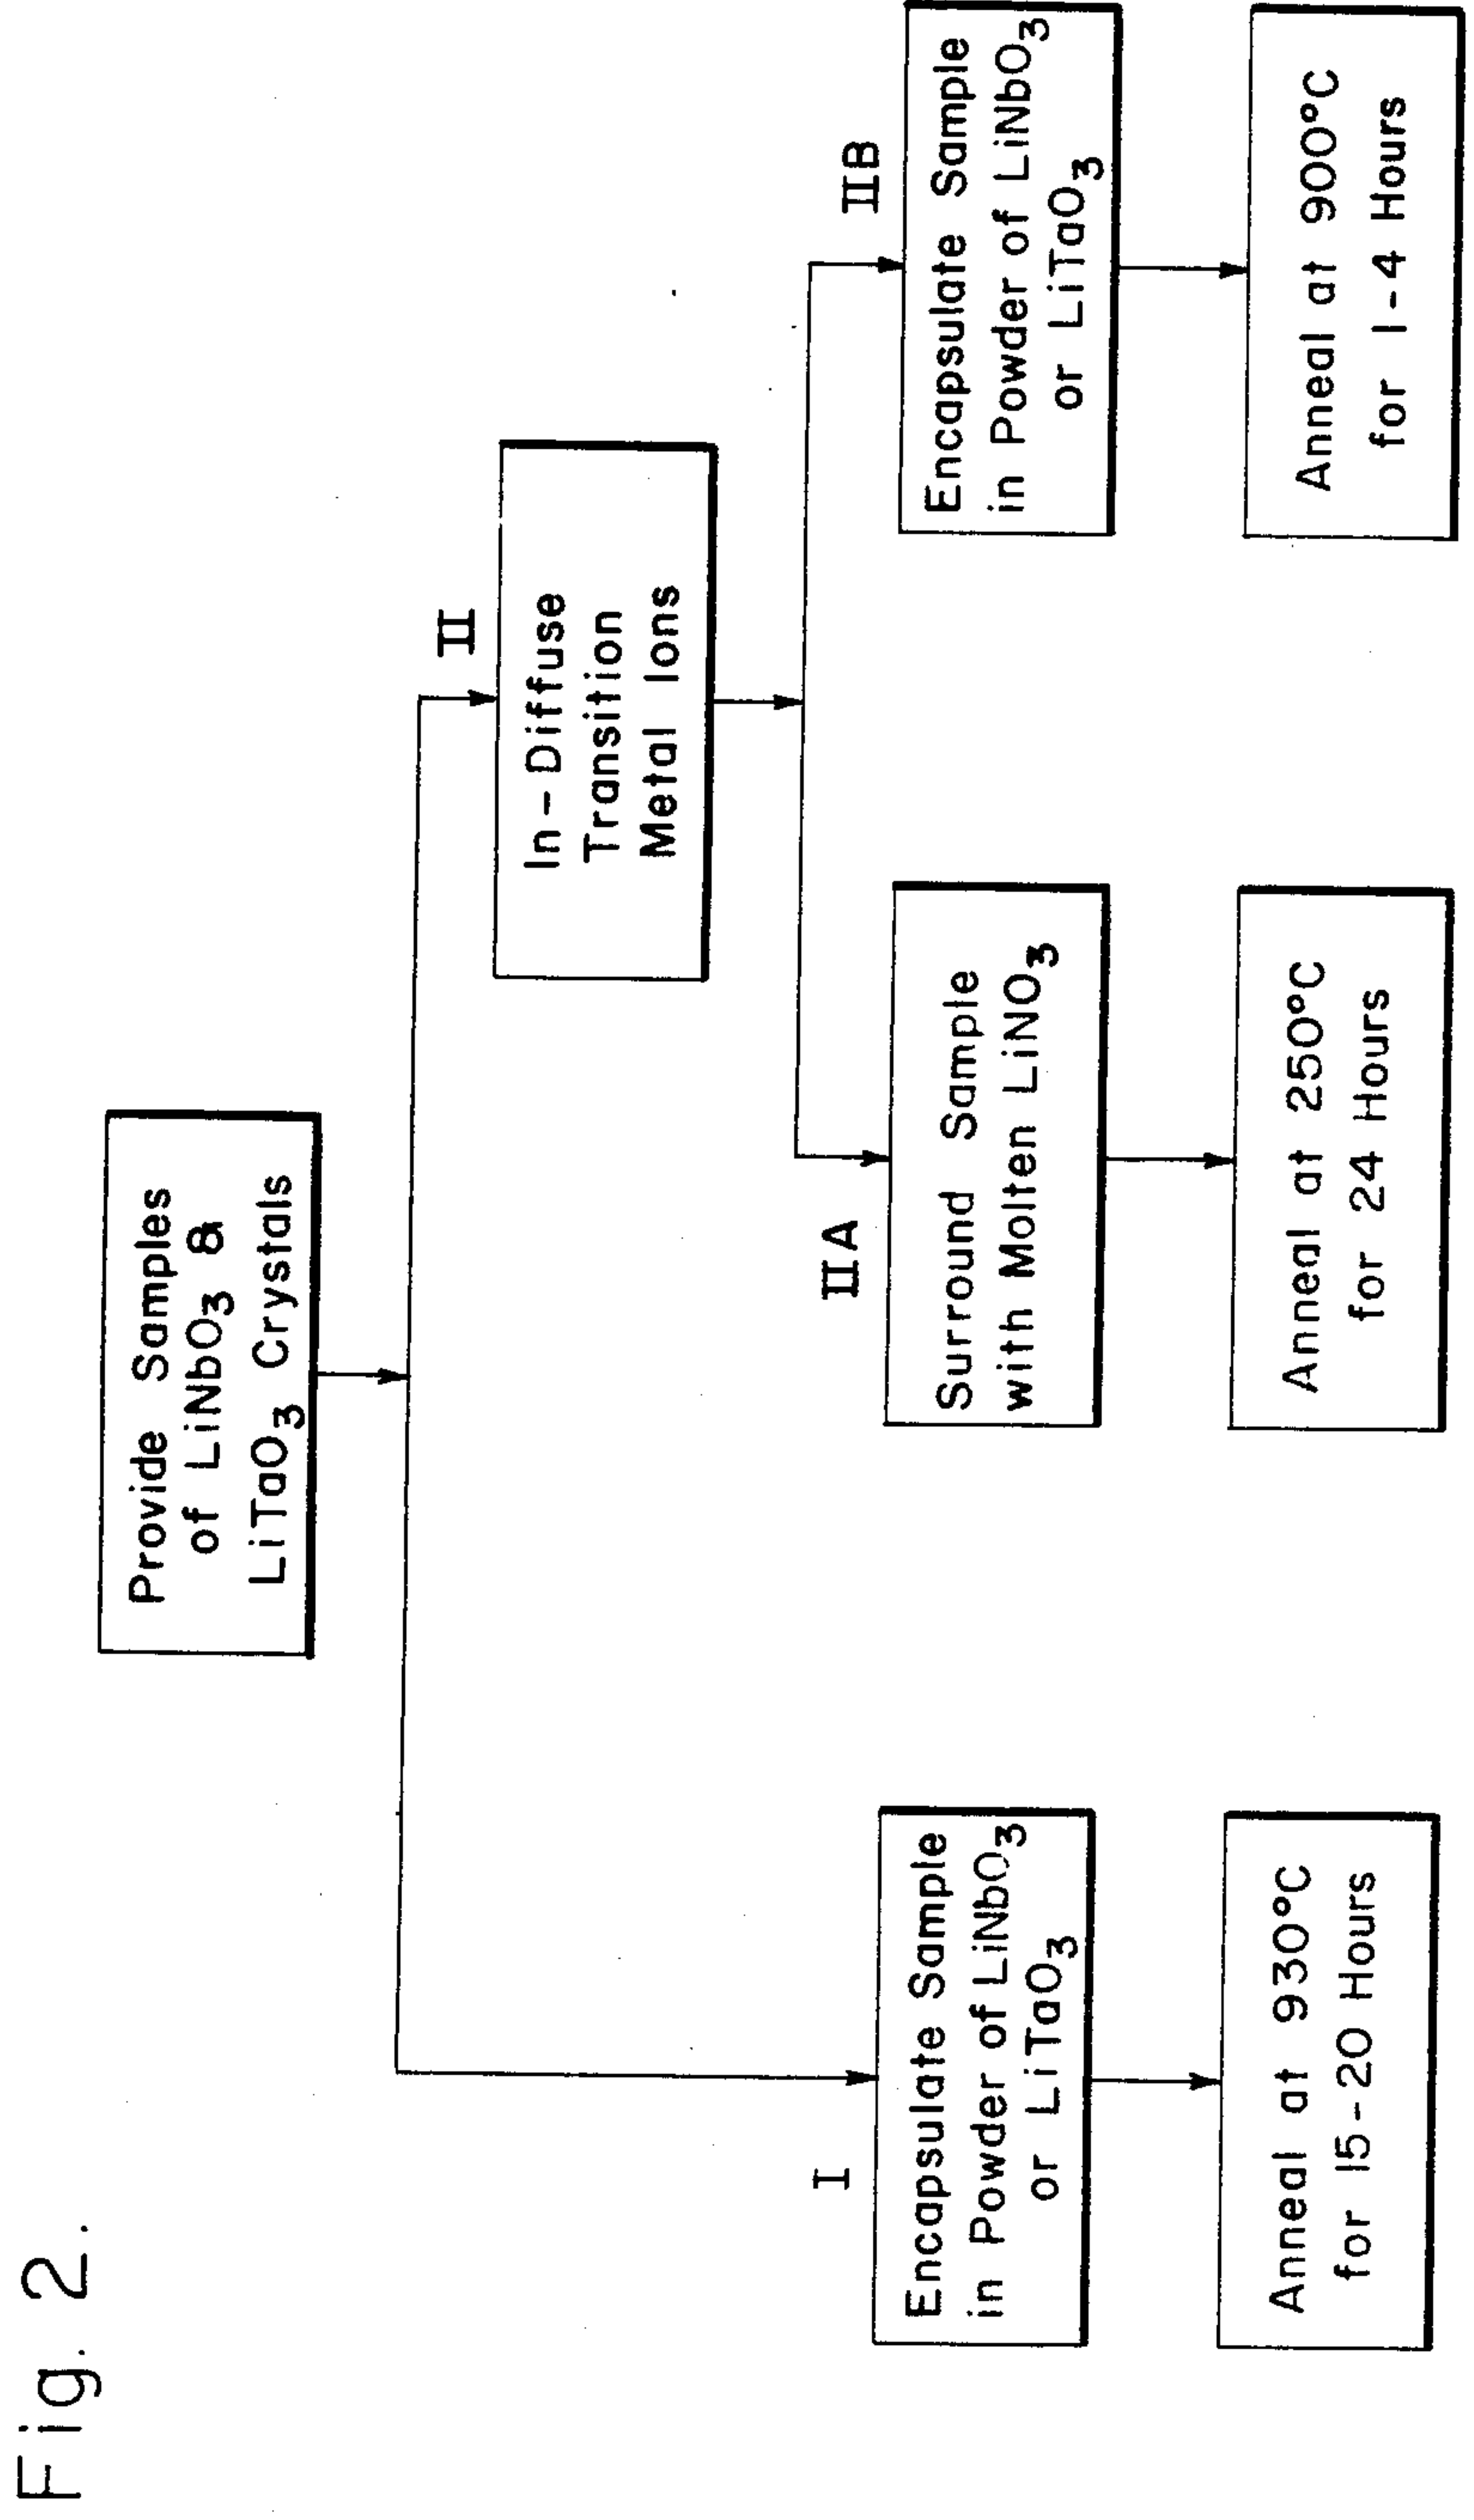 Fig. 2.
Provide Samples
of LiNbO3 &
LiTaO3 Crystals
II
In-Diffuse
Transition
Metal Ions
I
Encapsulate Sample
in Powder of LiNbO3
or LiTaO3
Anneal at 930°C
for 15-20 Hours
IIA
Surround Sample
with Molten LiNO3
Anneal at 250°C
for 24 Hours
IIB
Encapsulate Sample
in Powder of LiNbO3
or LiTaO3
Anneal at 900°C
for 1-4 Hours